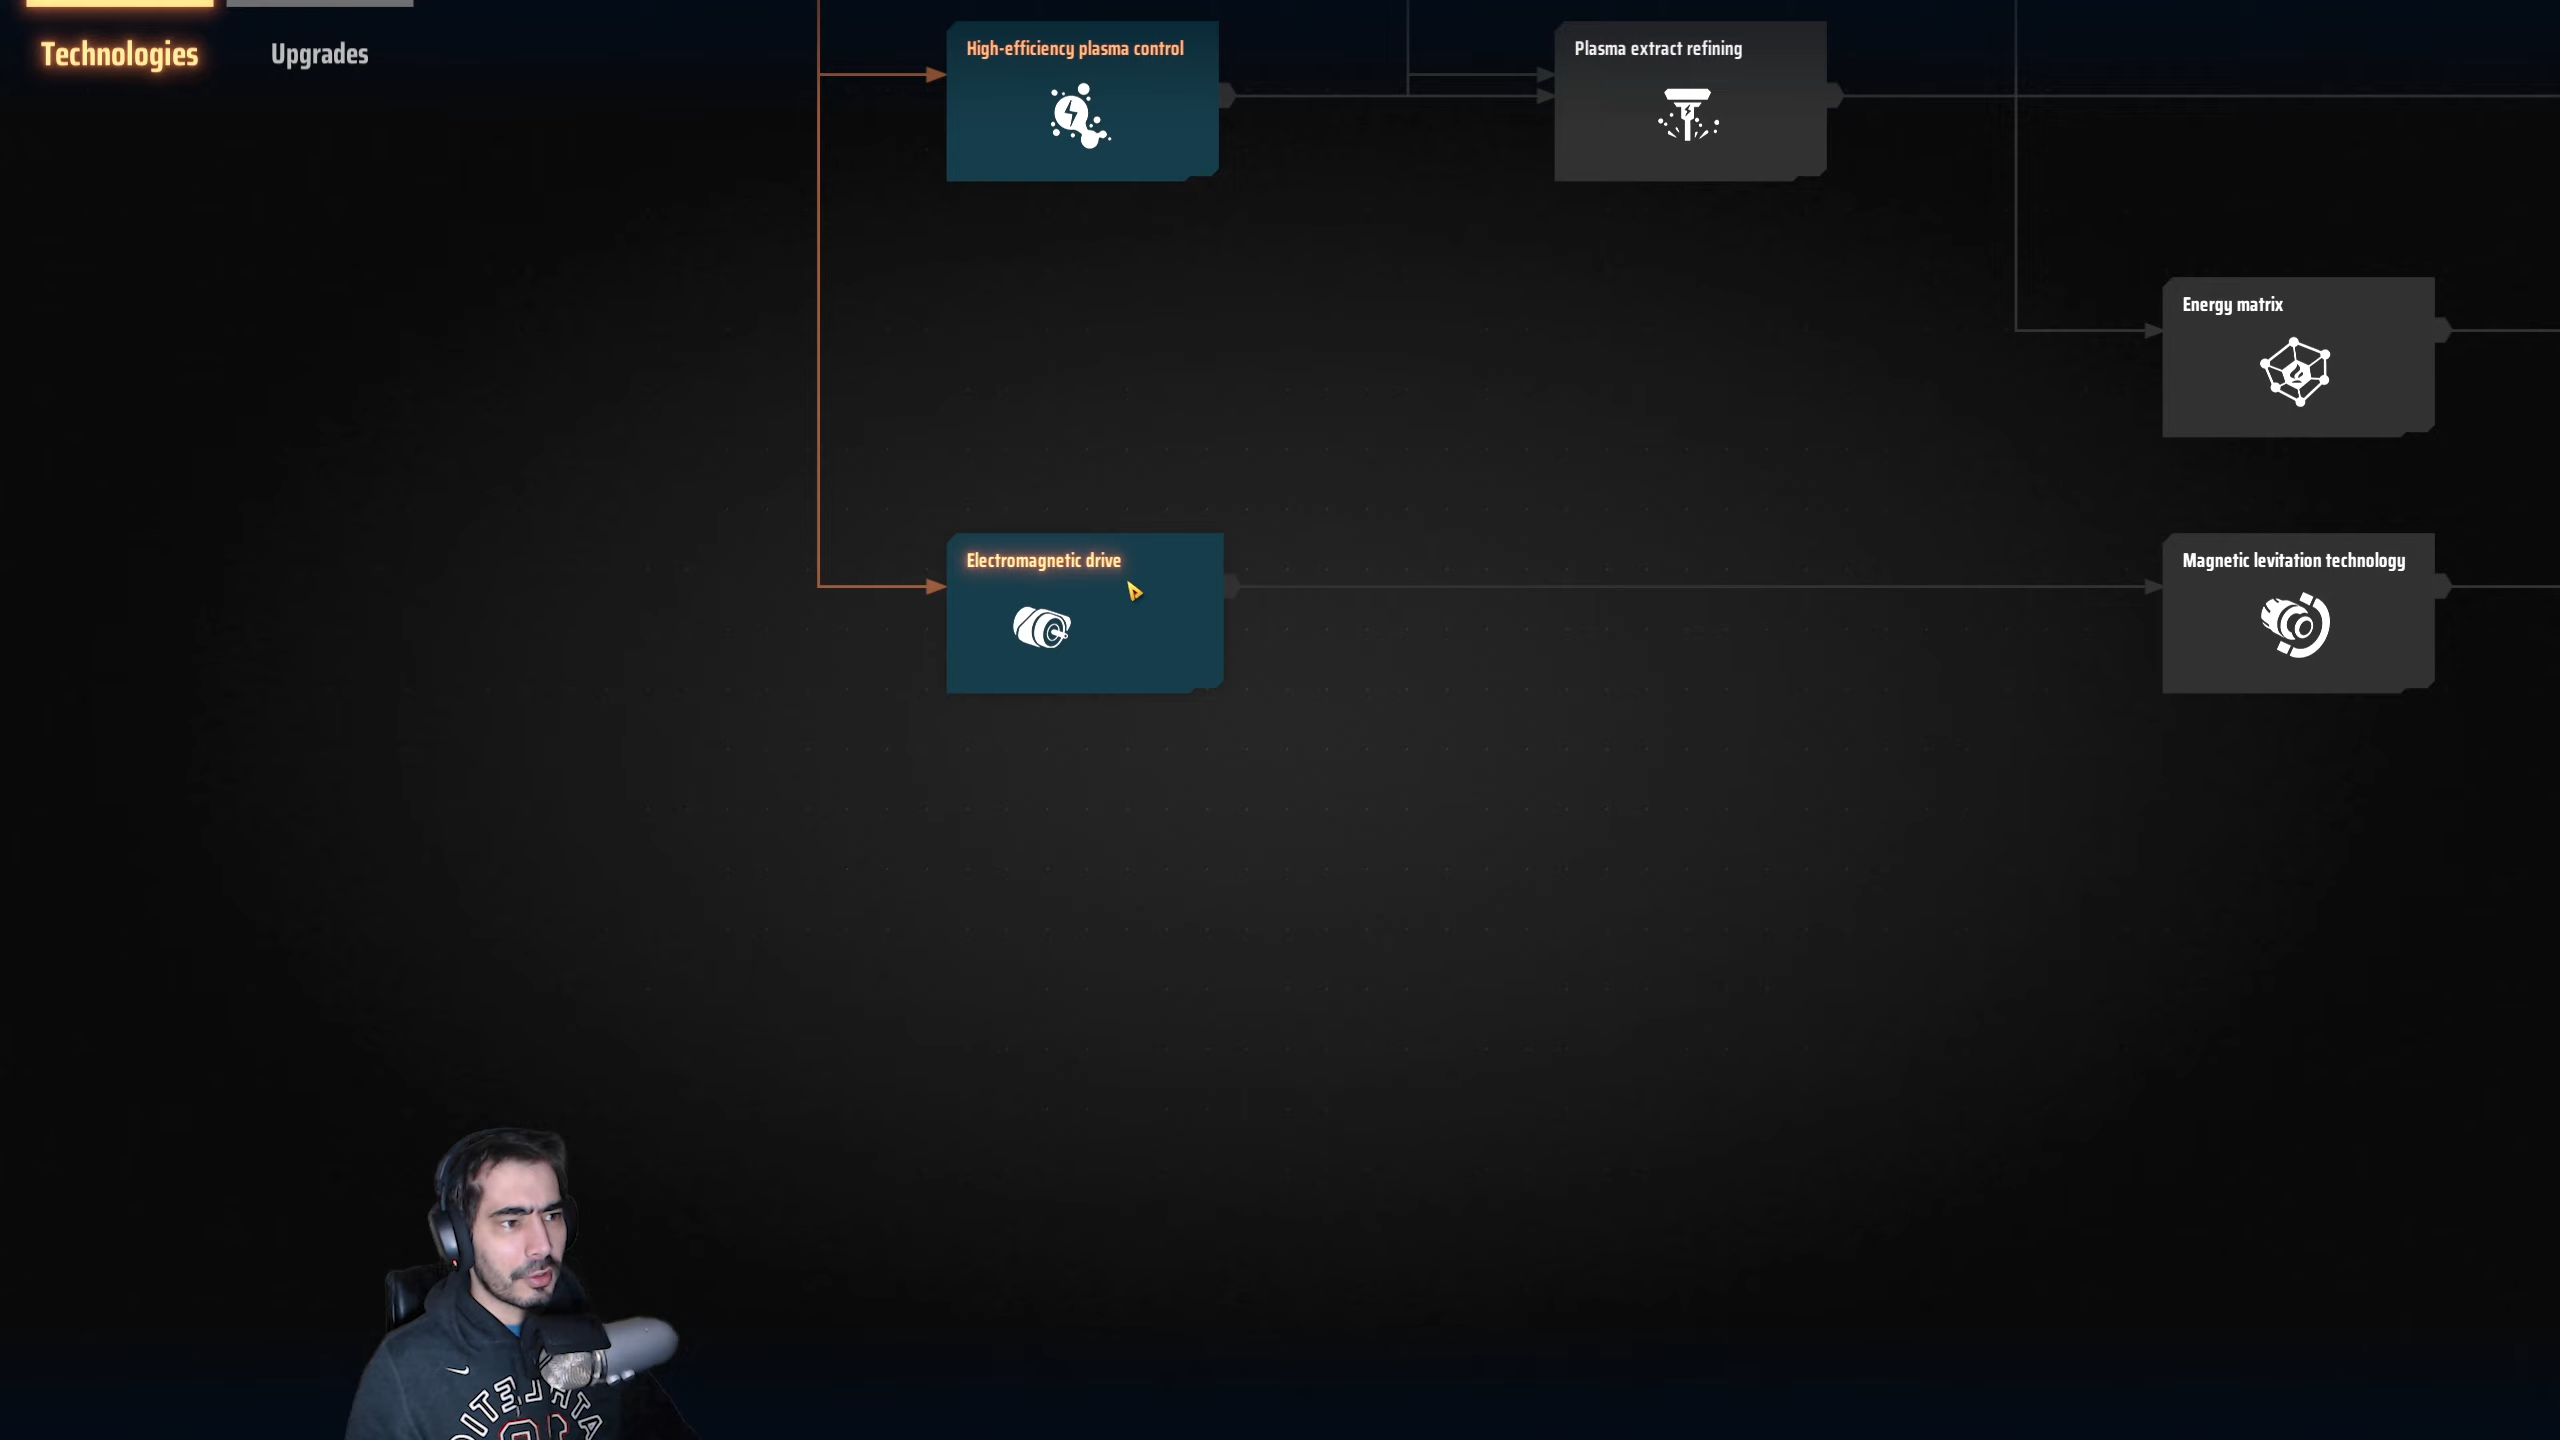 Technologies
Upgrades
High-efficiency plasma control
Plasma extract refining
Energy matrix
Electromagnetic drive
Magnetic levitation technology